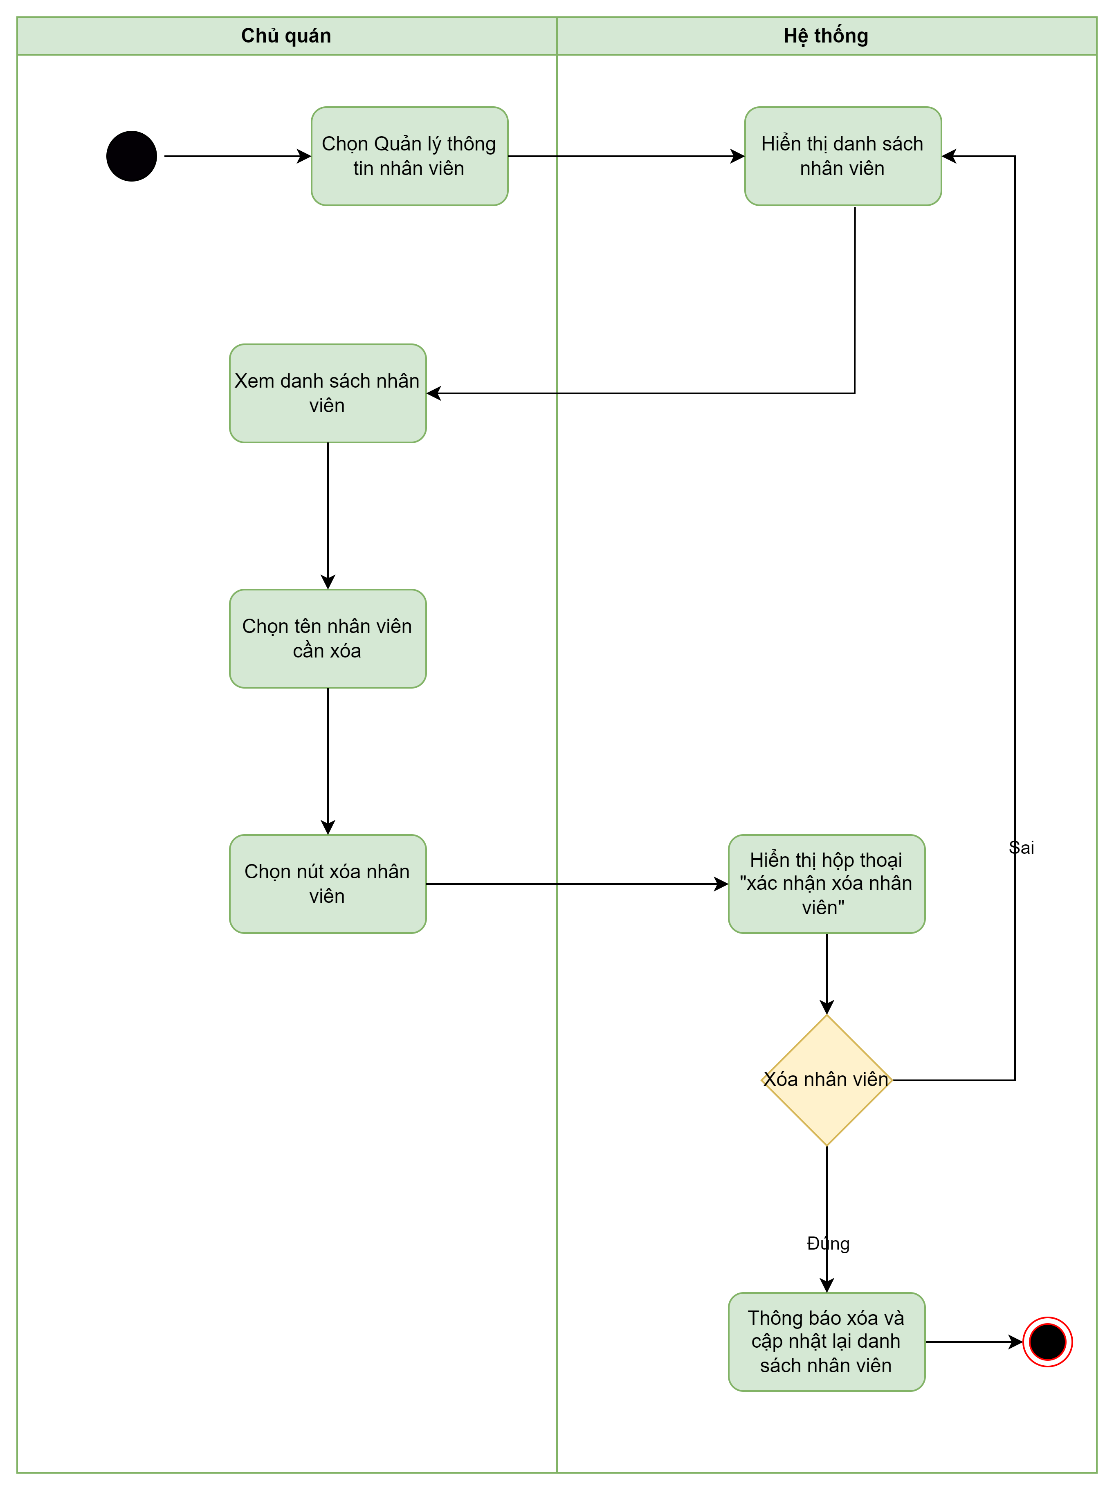 Chủ quán
Hệ thống
Chọn Quản lý thông
tin nhân viên
Hiển thị danh sách
nhân viên
Xem danh sách nhân
viên
Chọn tên nhân viên
cần xóa
Chọn nút xóa nhân
viên
Hiển thị hộp thoại
"xác nhận xóa nhân
viên"
Sai
Xóa nhân viên
Đúng
Thông báo xóa và
cập nhật lại danh
sách nhân viên